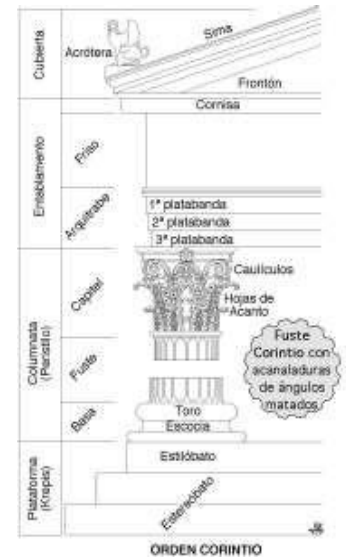 Cubierta
Acrótera
Sima
Frontón
Cornisa
Entablamento
Friso
Arquitrabe
1ª platabanda
2ª platabanda
3ª platabanda
Columnata
(Peristilo)
Capitel
Caulículos
Hojas de
Acanto
Fuste
Fuste
Corintio con
acanaladuras
de ángulos
matados
Basa
Toro
Escocia
Plataforma
(Krepis)
Estilóbato
Estereóbato
ORDEN CORINTIO